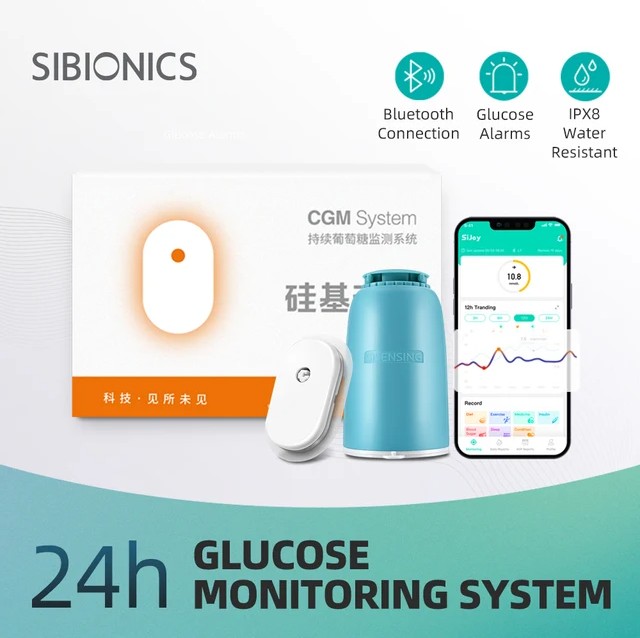 SIBIONICS
Bluetooth
Connection
Glucose
Alarms
IPX8
Water
Resistant
CGM System
持续葡萄糖监测系统
硅基
科技·见所未见
SiJoy
10.8
12h Tranding
Record
24h
GLUCOSE
MONITORING SYSTEM